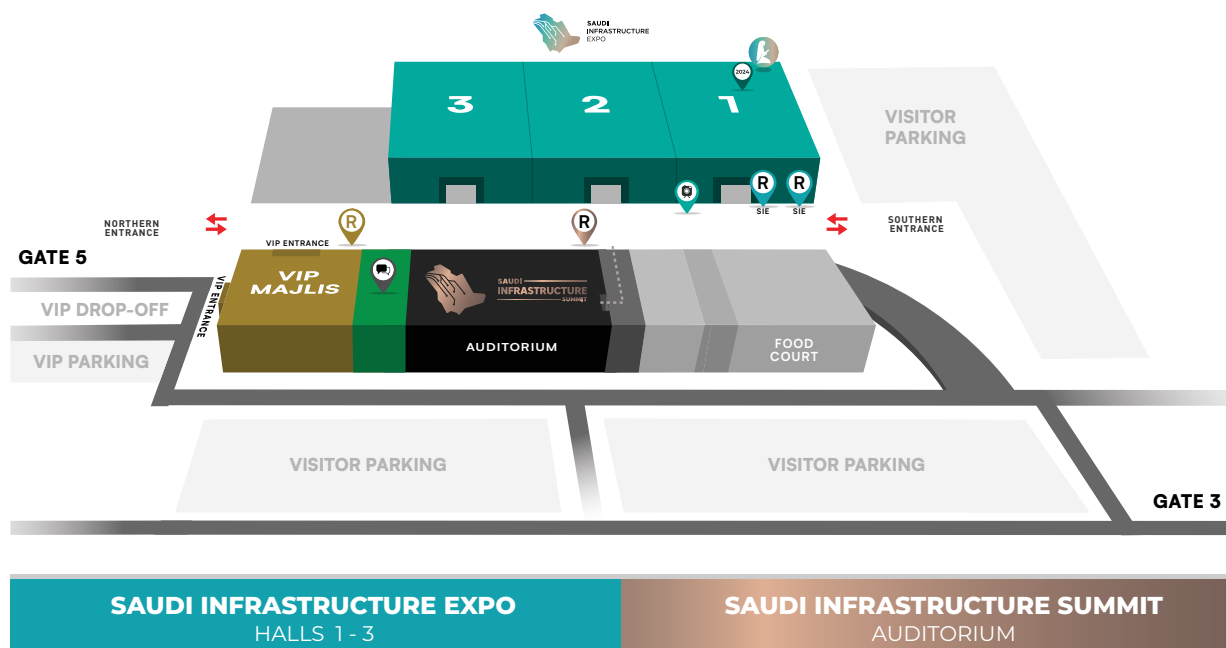 SAUDI
INFRASTRUCTURE
EXPO
3
2
1
2024
VISITOR
PARKING
R
R
SIE
SIE
NORTHERN
ENTRANCE
R
R
SOUTHERN
ENTRANCE
GATE 5
VIP ENTRANCE
VIP
MAJLIS
SAUDI
INFRASTRUCTURE
SUMMIT
VIP ENTRANCE
VIP DROP-OFF
AUDITORIUM
FOOD
COURT
VIP PARKING
VISITOR PARKING
VISITOR PARKING
GATE 3
SAUDI INFRASTRUCTURE EXPO
HALLS 1 - 3
SAUDI INFRASTRUCTURE SUMMIT
AUDITORIUM